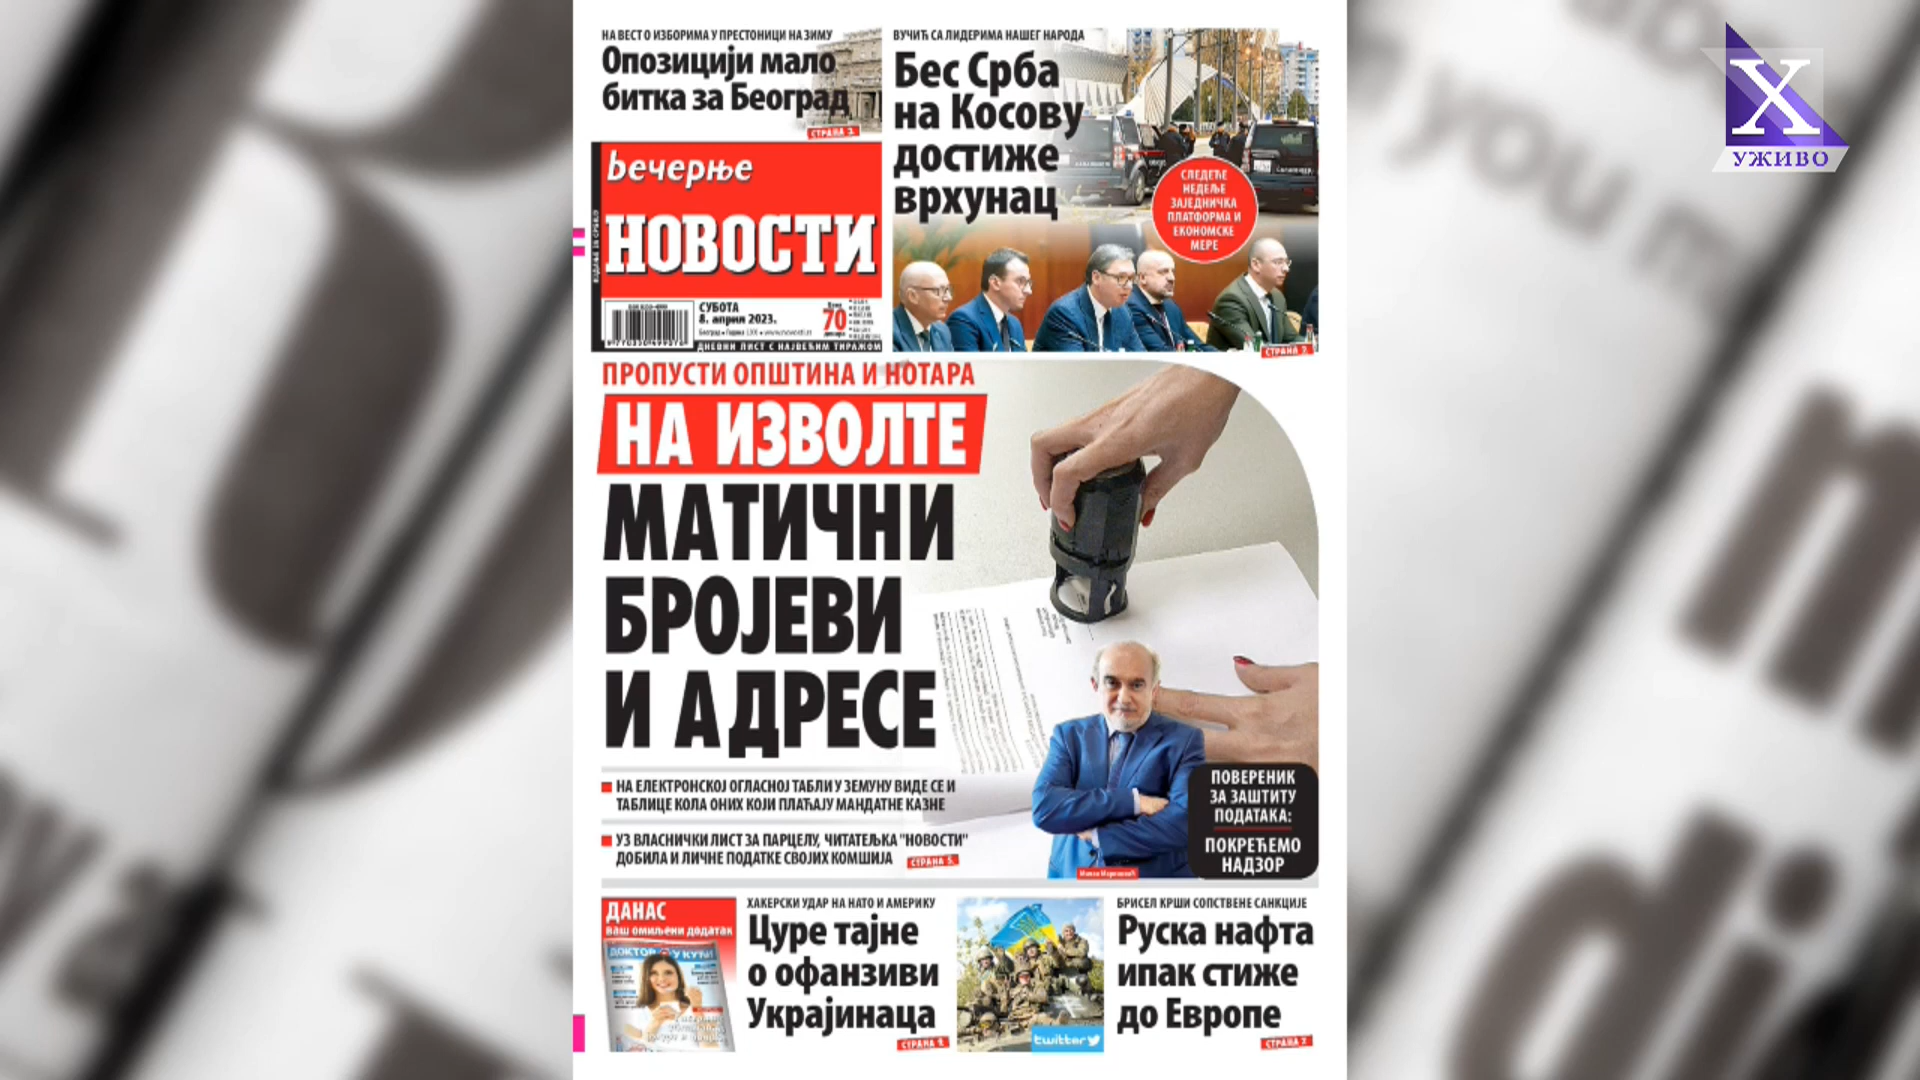 НА ВЕСТ О ИЗБОРИМА У ПРЕСТОНИЦИ НА ЗИМУ
Опозицији мало
битка за Београд
СТРАНА 2.
ВУЧИЋ СА ЛИДЕРИМА НАШЕГ НАРОДА
Бес Срба
на Косову
достиже
врхунац
СЛЕДЕЋЕ
НЕДЕЉЕ
ЗАЈЕДНИЧКА
ПЛАТФОРМА И
ЕКОНОМСКЕ
МЕРЕ
СТРАНА 2.
Вечерње
НОВОСТИ
СУБОТА
8. април 2023.
70
ДНЕВНИ ЛИСТ С НАЈВЕЋИМ ТИРАЖОМ
ПРОПУСТИ ОПШТИНА И НОТАРА
НА ИЗВОЛТЕ
МАТИЧНИ
БРОЈЕВИ
И АДРЕСЕ
НА ЕЛЕКТРОНСКОЈ ОГЛАСНОЈ ТАБЛИ У ЗЕМУНУ ВИДЕ СЕ И
ТАБЛИЦЕ КОЛА ОНИХ КОЈИ ПЛАЋАЈУ МАНДАТНЕ КАЗНЕ
УЗ ВЛАСНИЧКИ ЛИСТ ЗА ПАРЦЕЛУ, ЧИТАТЕЉКА "НОВОСТИ"
ДОБИЛА И ЛИЧНЕ ПОДАТКЕ СВОЈИХ КОМШИЈА
СТРАНА 5.
ПОВЕРЕНИК
ЗА ЗАШТИТУ
ПОДАТАКА:
ПОКРЕЋЕМО
НАДЗОР
ДАНАС
ваш омиљени додатак
ДОКТОР У КУЋИ
ХАКЕРСКИ УДАР НА НАТО И АМЕРИКУ
Цуре тајне
о офанзиви
Украјинаца
twitter
БРИСЕЛ КРШИ СОПСТВЕНЕ САНКЦИЈЕ
Руска нафта
ипак стиже
до Европе
X
УЖИВО
you